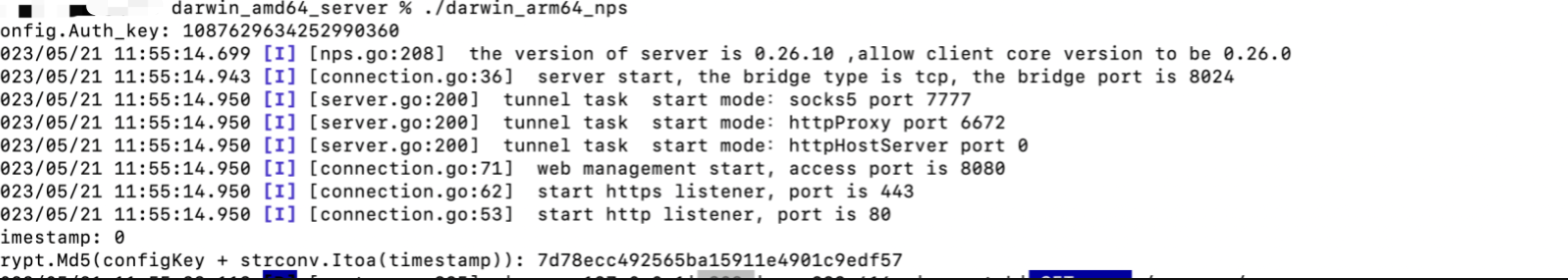 darwin_amd64_server % ./darwin_arm64_nps
onfig.Auth_key: 1087629634252990360
023/05/21 11:55:14.699 [I] [nps.go:208]  the version of server is 0.26.10 ,allow client core version to be 0.26.0
023/05/21 11:55:14.943 [I] [connection.go:36]  server start, the bridge type is tcp, the bridge port is 8024
023/05/21 11:55:14.950 [I] [server.go:200]  tunnel task  start mode: socks5 port 7777
023/05/21 11:55:14.950 [I] [server.go:200]  tunnel task  start mode: httpProxy port 6672
023/05/21 11:55:14.950 [I] [server.go:200]  tunnel task  start mode: httpHostServer port 0
023/05/21 11:55:14.950 [I] [connection.go:71]  web management start, access port is 8080
023/05/21 11:55:14.950 [I] [connection.go:62]  start https listener, port is 443
023/05/21 11:55:14.950 [I] [connection.go:53]  start http listener, port is 80
imestamp: 0
rypt.Md5(configKey + strconv.Itoa(timestamp)): 7d78ecc492565ba15911e4901c9edf57